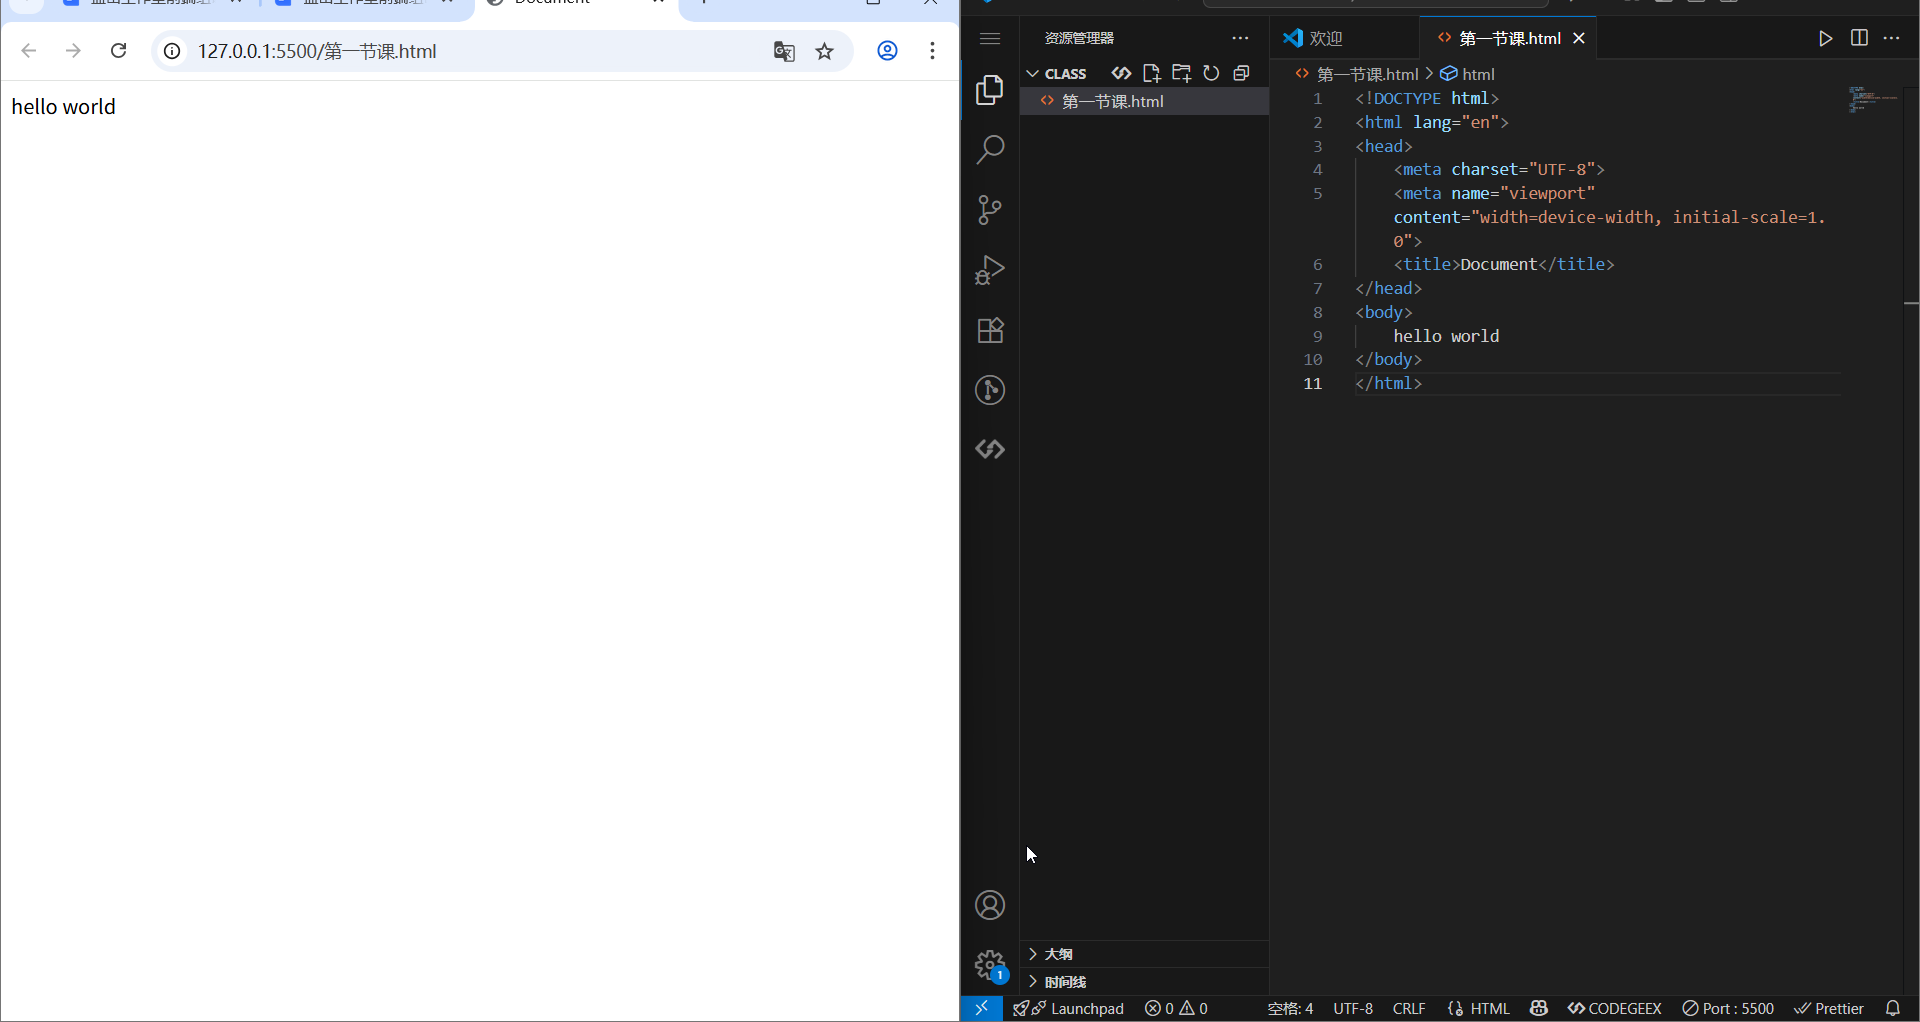 Document
127.0.0.1:5500/第一节课.html
hello world
资源管理器
CLASS
第一节课.html
大纲
时间线
欢迎
第一节课.html
第一节课.html > html
1 <!DOCTYPE html>
2 <html lang="en">
3 <head>
4 <meta charset="UTF-8">
5 <meta name="viewport"
content="width=device-width, initial-scale=1.
0">
6 <title>Document</title>
7 </head>
8 <body>
9 hello world
10 </body>
11 </html>
1
Launchpad 0 0 空格: 4 UTF-8 CRLF HTML CODEGEEX Port : 5500 Prettier